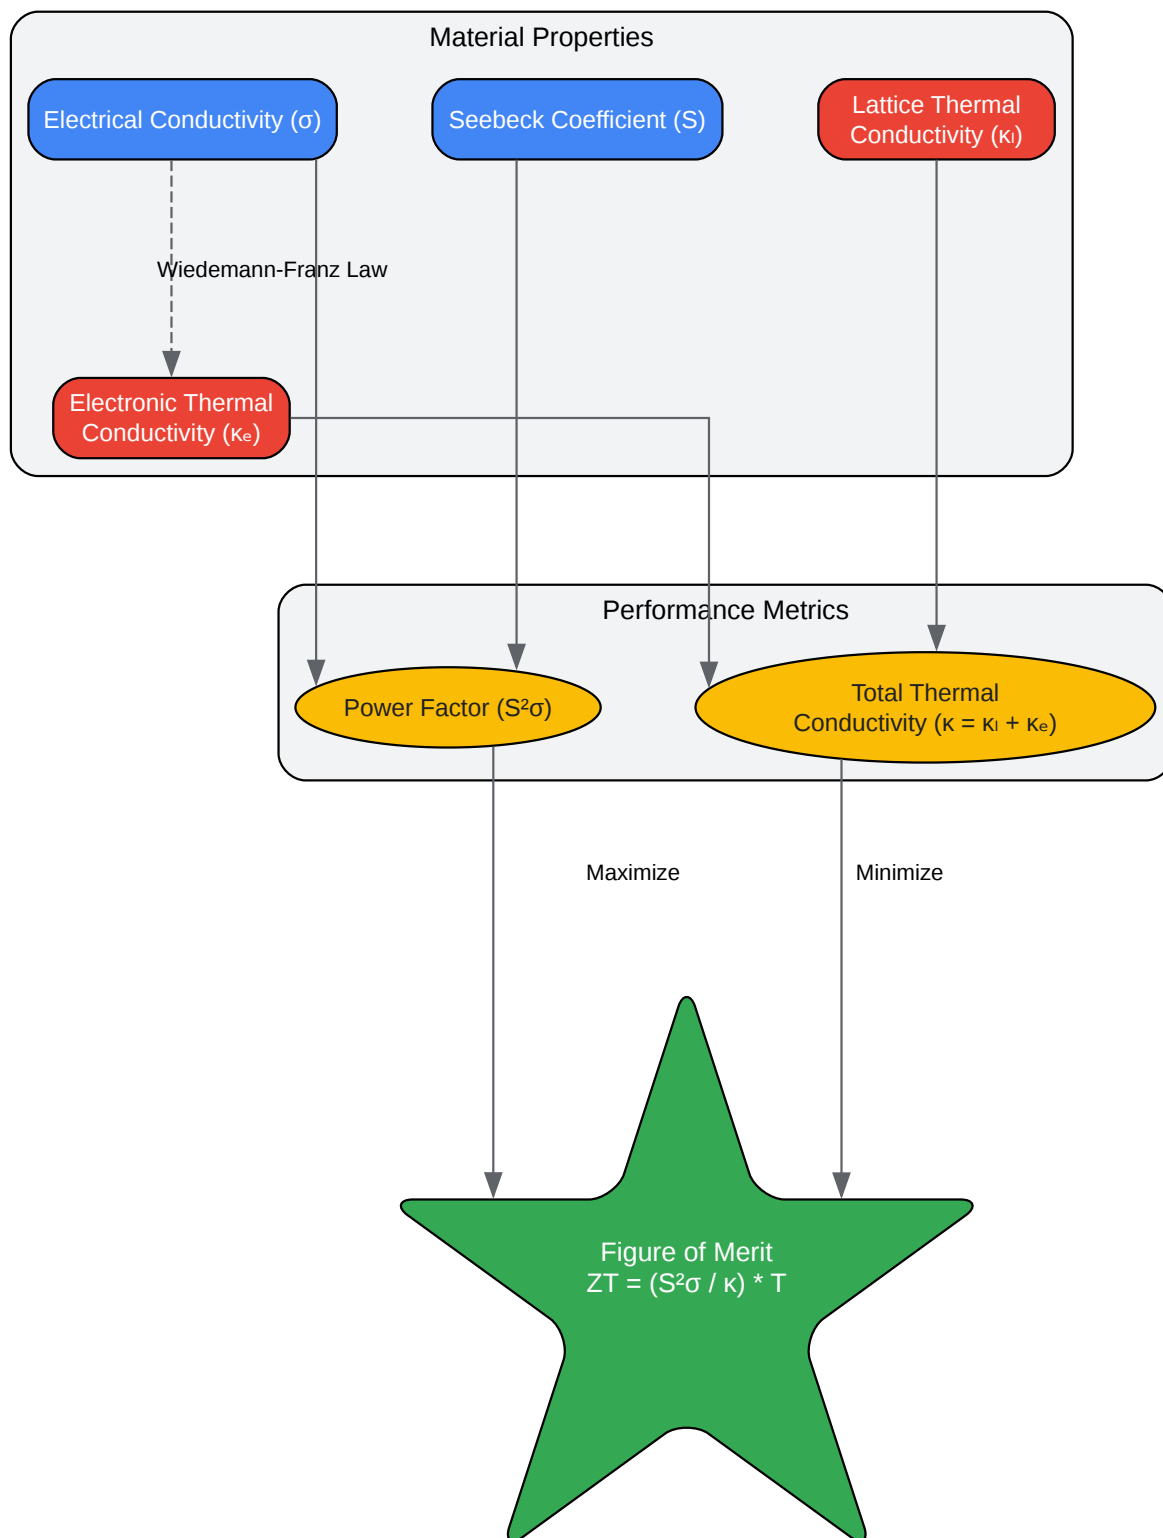 Material Properties
Electrical Conductivity (σ)
Seebeck Coefficient (S)
Lattice Thermal
Conductivity (κₗ)
Wiedemann-Franz Law
Electronic Thermal
Conductivity (κₑ)
Performance Metrics
Power Factor (S²σ)
Total Thermal
Conductivity (κ = κₗ + κₑ)
Maximize
Minimize
Figure of Merit
ZT = (S²σ / κ) * T